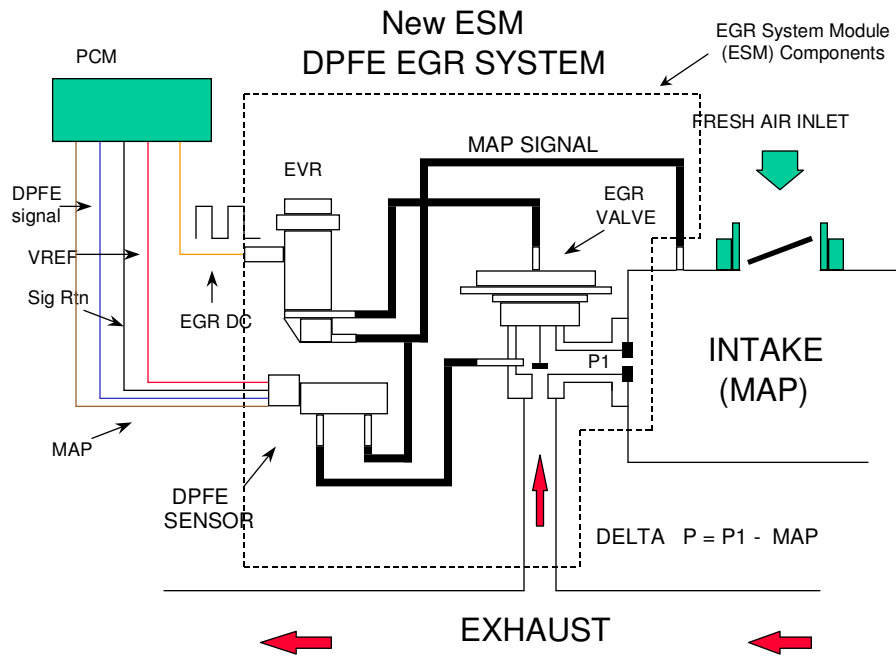 New ESM
DPFE EGR SYSTEM
EGR System Module
(ESM) Components
PCM
FRESH AIR INLET
MAP SIGNAL
EVR
EGR
VALVE
DPFE
signal
VREF
Sig Rtn
EGR DC
P1
INTAKE
(MAP)
MAP
DPFE
SENSOR
DELTA P = P1 - MAP
EXHAUST